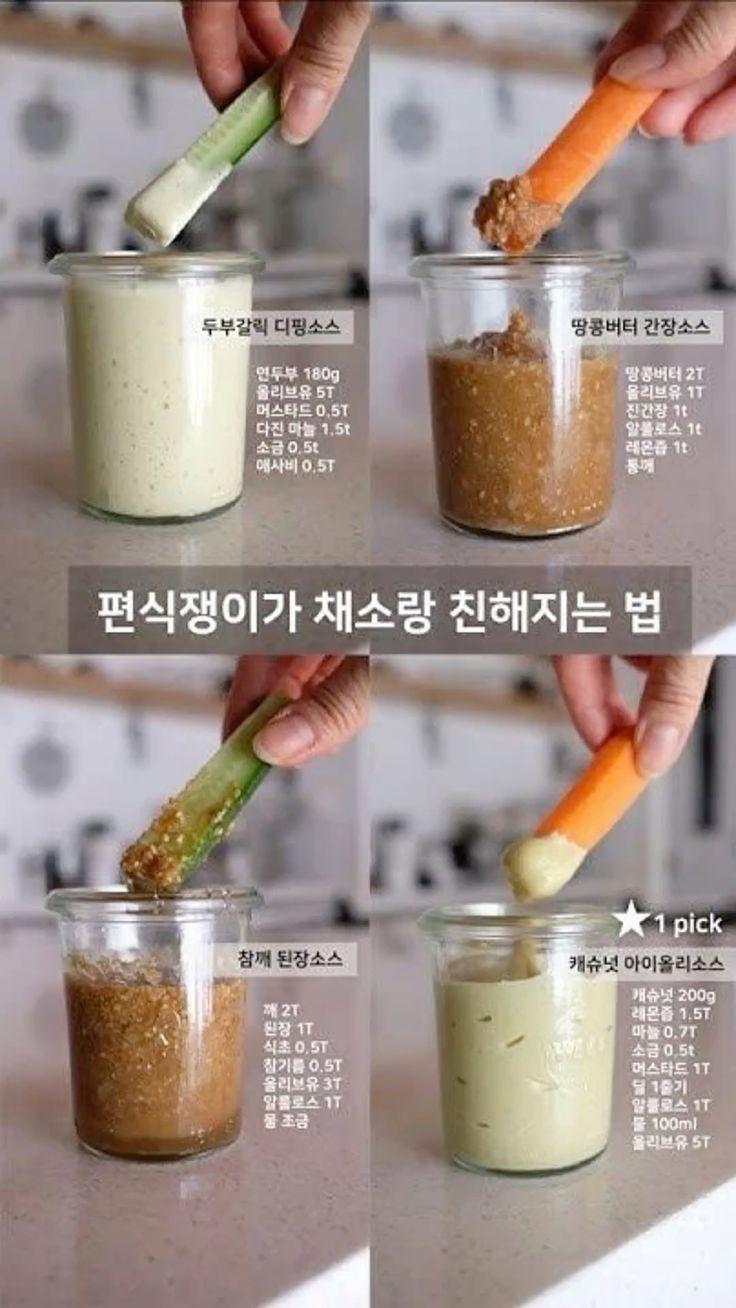 두부갈릭 디핑소스
연두부 180g
올리브유 5T
머스타드 0.5T
다진 마늘 1.5t
소금 0.5t
애사비 0.5T
땅콩버터 간장소스
땅콩버터 2T
올리브유 1T
진간장 1t
알룰로스 1t
레몬즙 1t
통깨
편식쟁이가 채소랑 친해지는 법
참깨 된장소스
깨 2T
된장 1T
식초 0.5T
참기름 0.5T
올리브유 3T
알룰로스 1T
물 조금
★1 pick
캐슈넛 아이올리소스
캐슈넛 200g
레몬즙 1.5T
마늘 0.7T
소금 0.5t
머스타드 1T
딜 1줄기
알룰로스 1T
물 100ml
올리브유 5T